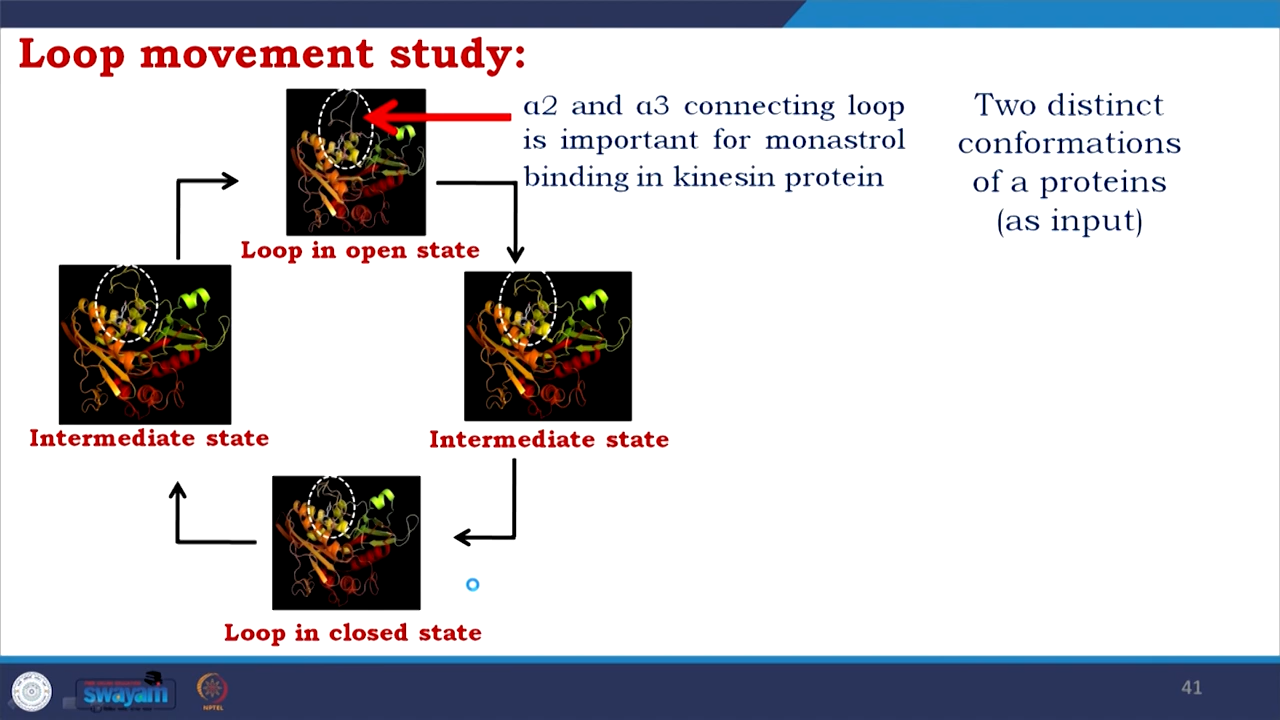 Loop movement study:
α2 and α3 connecting loop
is important for monastrol
binding in kinesin protein
Two distinct
conformations
of a proteins
(as input)
Loop in open state
Intermediate state
Intermediate state
Loop in closed state
swayam
NPTEL
41